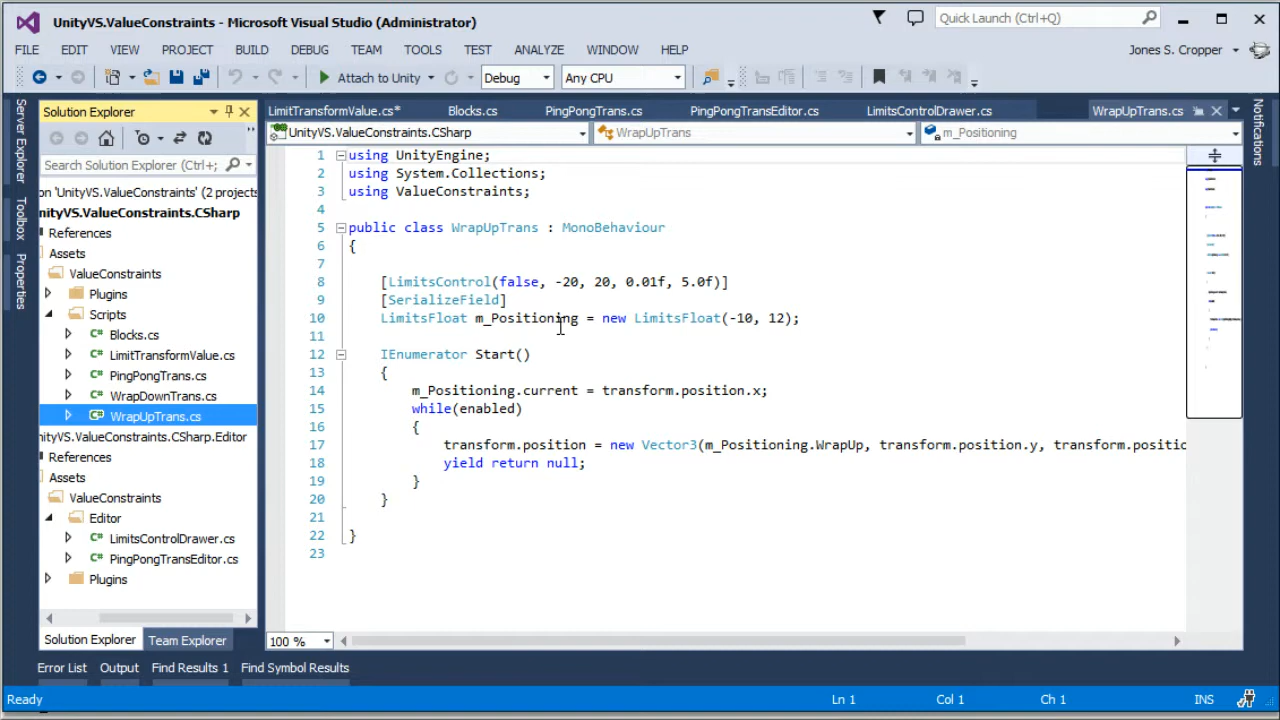 UnityVS.ValueConstraints - Microsoft Visual Studio (Administrator)
Quick Launch (Ctrl+Q)
FILE EDIT VIEW PROJECT BUILD DEBUG TEAM TOOLS TEST ANALYZE WINDOW HELP
Jones S. Cropper
Attach to Unity Debug Any CPU
Server Explorer
Toolbox
Properties
Solution Explorer
Search Solution Explorer (Ctrl+;
on 'UnityVS.ValueConstraints' (2 projects
nityVS.ValueConstraints.CSharp
References
Assets
ValueConstraints
Plugins
Scripts
C# Blocks.cs
C# LimitTransformValue.cs
C# PingPongTrans.cs
C# WrapDownTrans.cs
C# WrapUpTrans.cs
nityVS.ValueConstraints.CSharp.Editor
References
Assets
ValueConstraints
Editor
C# LimitsControlDrawer.cs
C# PingPongTransEditor.cs
Plugins
Solution Explorer Team Explorer
LimitTransformValue.cs* Blocks.cs PingPongTrans.cs PingPongTransEditor.cs LimitsControlDrawer.cs WrapUpTrans.cs
UnityVS.ValueConstraints.CSharp WrapUpTrans m_Positioning
1 using UnityEngine;
2 using System.Collections;
3 using ValueConstraints;
4
5 public class WrapUpTrans : MonoBehaviour
6 {
7
8 [LimitsControl(false, -20, 20, 0.01f, 5.0f)]
9 [SerializeField]
10 LimitsFloat m_Positioning = new LimitsFloat(-10, 12);
11
12 IEnumerator Start()
13 {
14 m_Positioning.current = transform.position.x;
15 while(enabled)
16 {
17 transform.position = new Vector3(m_Positioning.WrapUp, transform.position.y, transform.positic
18 yield return null;
19 }
20 }
21
22 }
23
100 %
Notifications
Error List Output Find Results 1 Find Symbol Results
Ready Ln 1 Col 1 Ch 1 INS